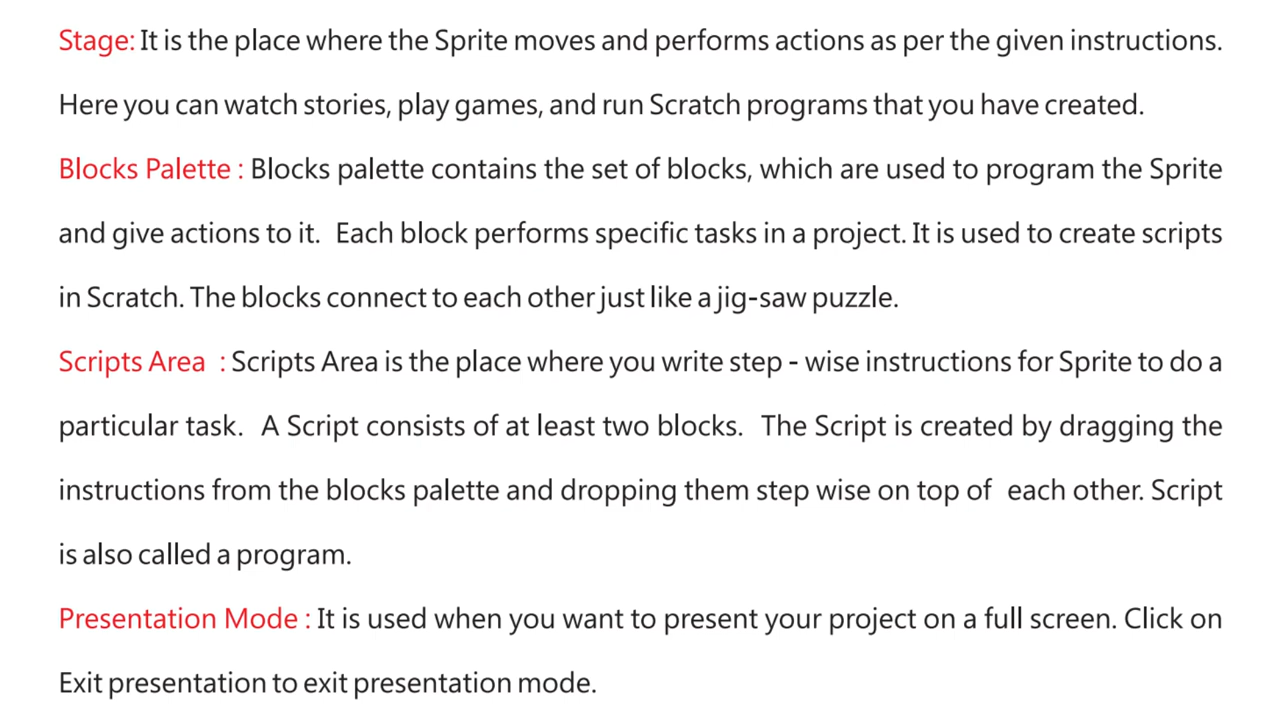 Stage: It is the place where the Sprite moves and performs actions as per the given instructions.
Here you can watch stories, play games, and run Scratch programs that you have created.
Blocks Palette : Blocks palette contains the set of blocks, which are used to program the Sprite
and give actions to it. Each block performs specific tasks in a project. It is used to create scripts
in Scratch. The blocks connect to each other just like a jig-saw puzzle.
Scripts Area : Scripts Area is the place where you write step - wise instructions for Sprite to do a
particular task. A Script consists of at least two blocks. The Script is created by dragging the
instructions from the blocks palette and dropping them step wise on top of each other. Script
is also called a program.
Presentation Mode : It is used when you want to present your project on a full screen. Click on
Exit presentation to exit presentation mode.